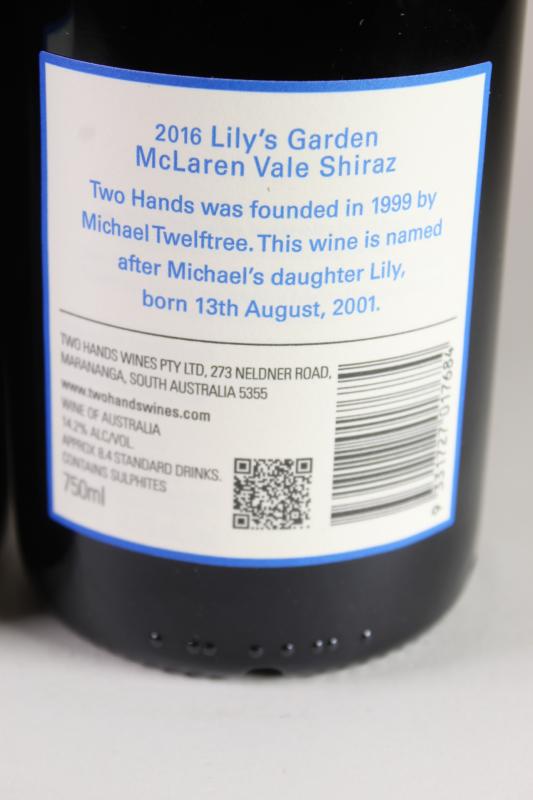 2016 Lily's Garden
McLaren Vale Shiraz
Two Hands was founded in 1999 by
Michael Twelftree. This wine is named
after Michael's daughter Lily,
born 13th August, 2001.
TWO HANDS WINES PTY LTD, 273 NELDNER ROAD,
MARANANGA, SOUTH AUSTRALIA 5355
www.twohandswines.com
WINE OF AUSTRALIA
14.2% ALC/VOL
APPROX 8.4 STANDARD DRINKS.
CONTAINS SULPHITES
750ml
9 331727 017684